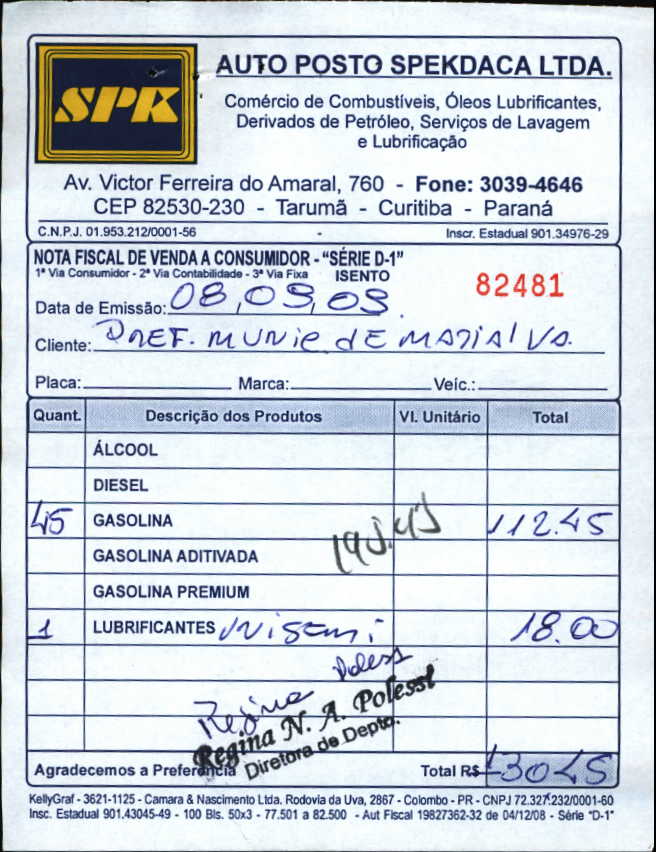 SPK
AUTO POSTO SPEKDACA LTDA.
Comércio de Combustíveis, Óleos Lubrificantes,
Derivados de Petróleo, Serviços de Lavagem
e Lubrificação
Av. Victor Ferreira do Amaral, 760 - Fone: 3039-4646
CEP 82530-230 - Tarumã - Curitiba - Paraná
C.N.P.J. 01.953.212/0001-56 - Inscr. Estadual 901.34976-29
NOTA FISCAL DE VENDA A CONSUMIDOR - "SÉRIE D-1"
1ª Via Consumidor - 2ª Via Contabilidade - 3ª Via Fixa ISENTO
82481
Data de Emissão: 08,09,09
Cliente: PREF. MUNIC DE MARIALVA.
Placa: Marca: Veíc.:
Quant. Descrição dos Produtos Vl. Unitário Total
ÁLCOOL
DIESEL
45 GASOLINA 112.45
GASOLINA ADITIVADA
GASOLINA PREMIUM
1 LUBRIFICANTES 18.00
Regina Polessi
Regina N. A. Polessi
Diretora de Depto.
Agradecemos a Preferência Total R$ 130.45
KellyGraf - 3621-1125 - Camara & Nascimento Ltda. Rodovia da Uva, 2867 - Colombo - PR - CNPJ 72.327.232/0001-60
Insc. Estadual 901.43045-49 - 100 Bls. 50x3 - 77.501 a 82.500 - Aut Fiscal 19827362-32 de 04/12/08 - Série "D-1"